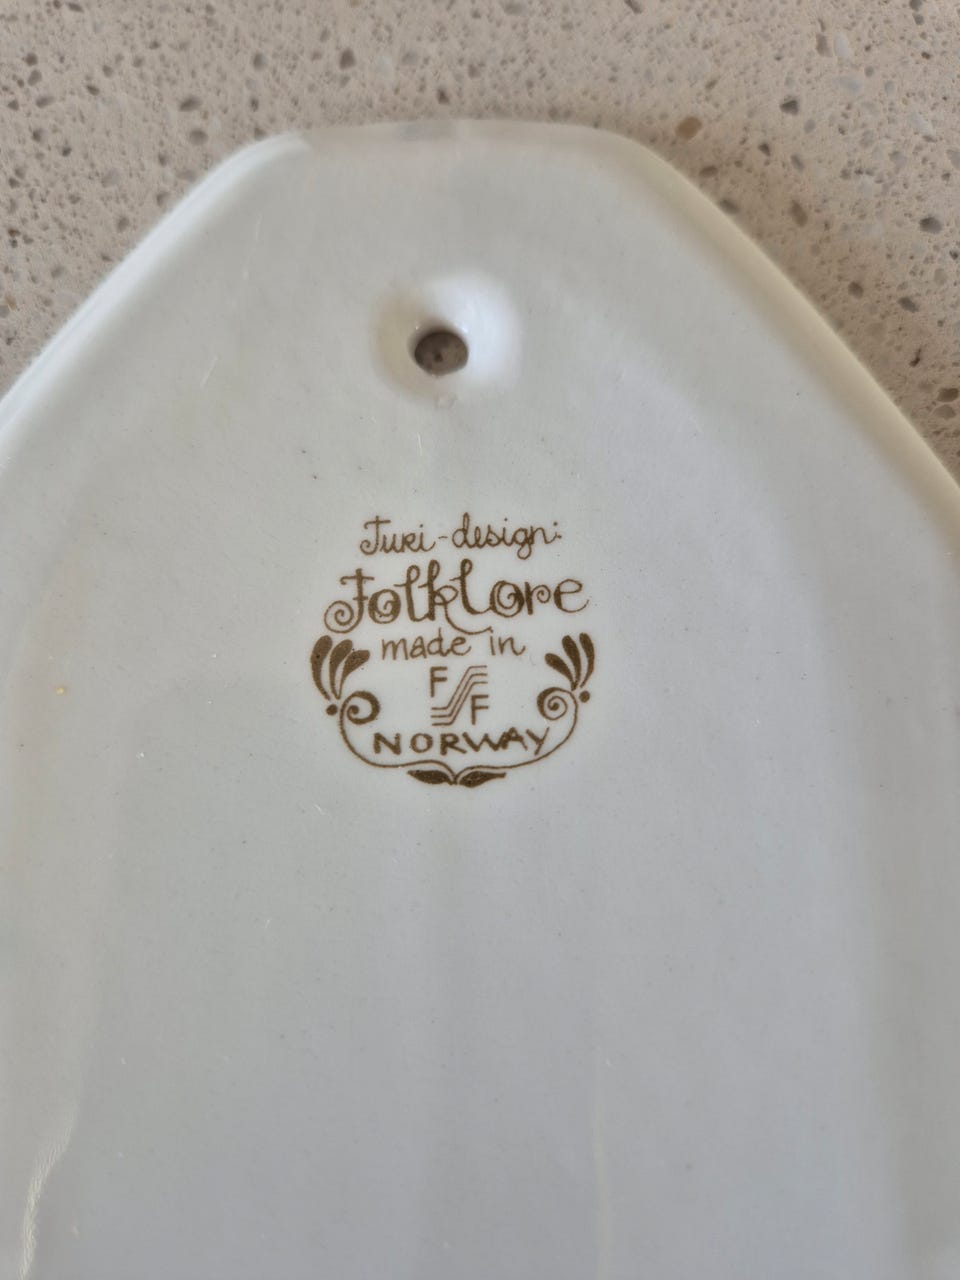 Turi-design:
Folklore
made in
F
F
NORWAY